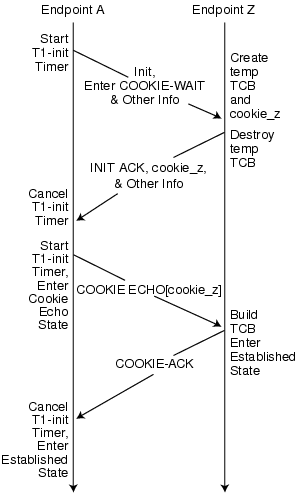 Endpoint A
Endpoint Z
Start
T1-init
Timer
Init,
Enter COOKIE-WAIT
& Other Info
Create
temp
TCB
and
cookie_z
Destroy
temp
TCB
INIT ACK, cookie_z,
& Other Info
Cancel
T1-init
Timer
Start
T1-init
Timer,
Enter
Cookie
Echo
State
COOKIE ECHO[cookie_z]
Build
TCB
Enter
Established
State
COOKIE-ACK
Cancel
T1-init
Timer,
Enter
Established
State